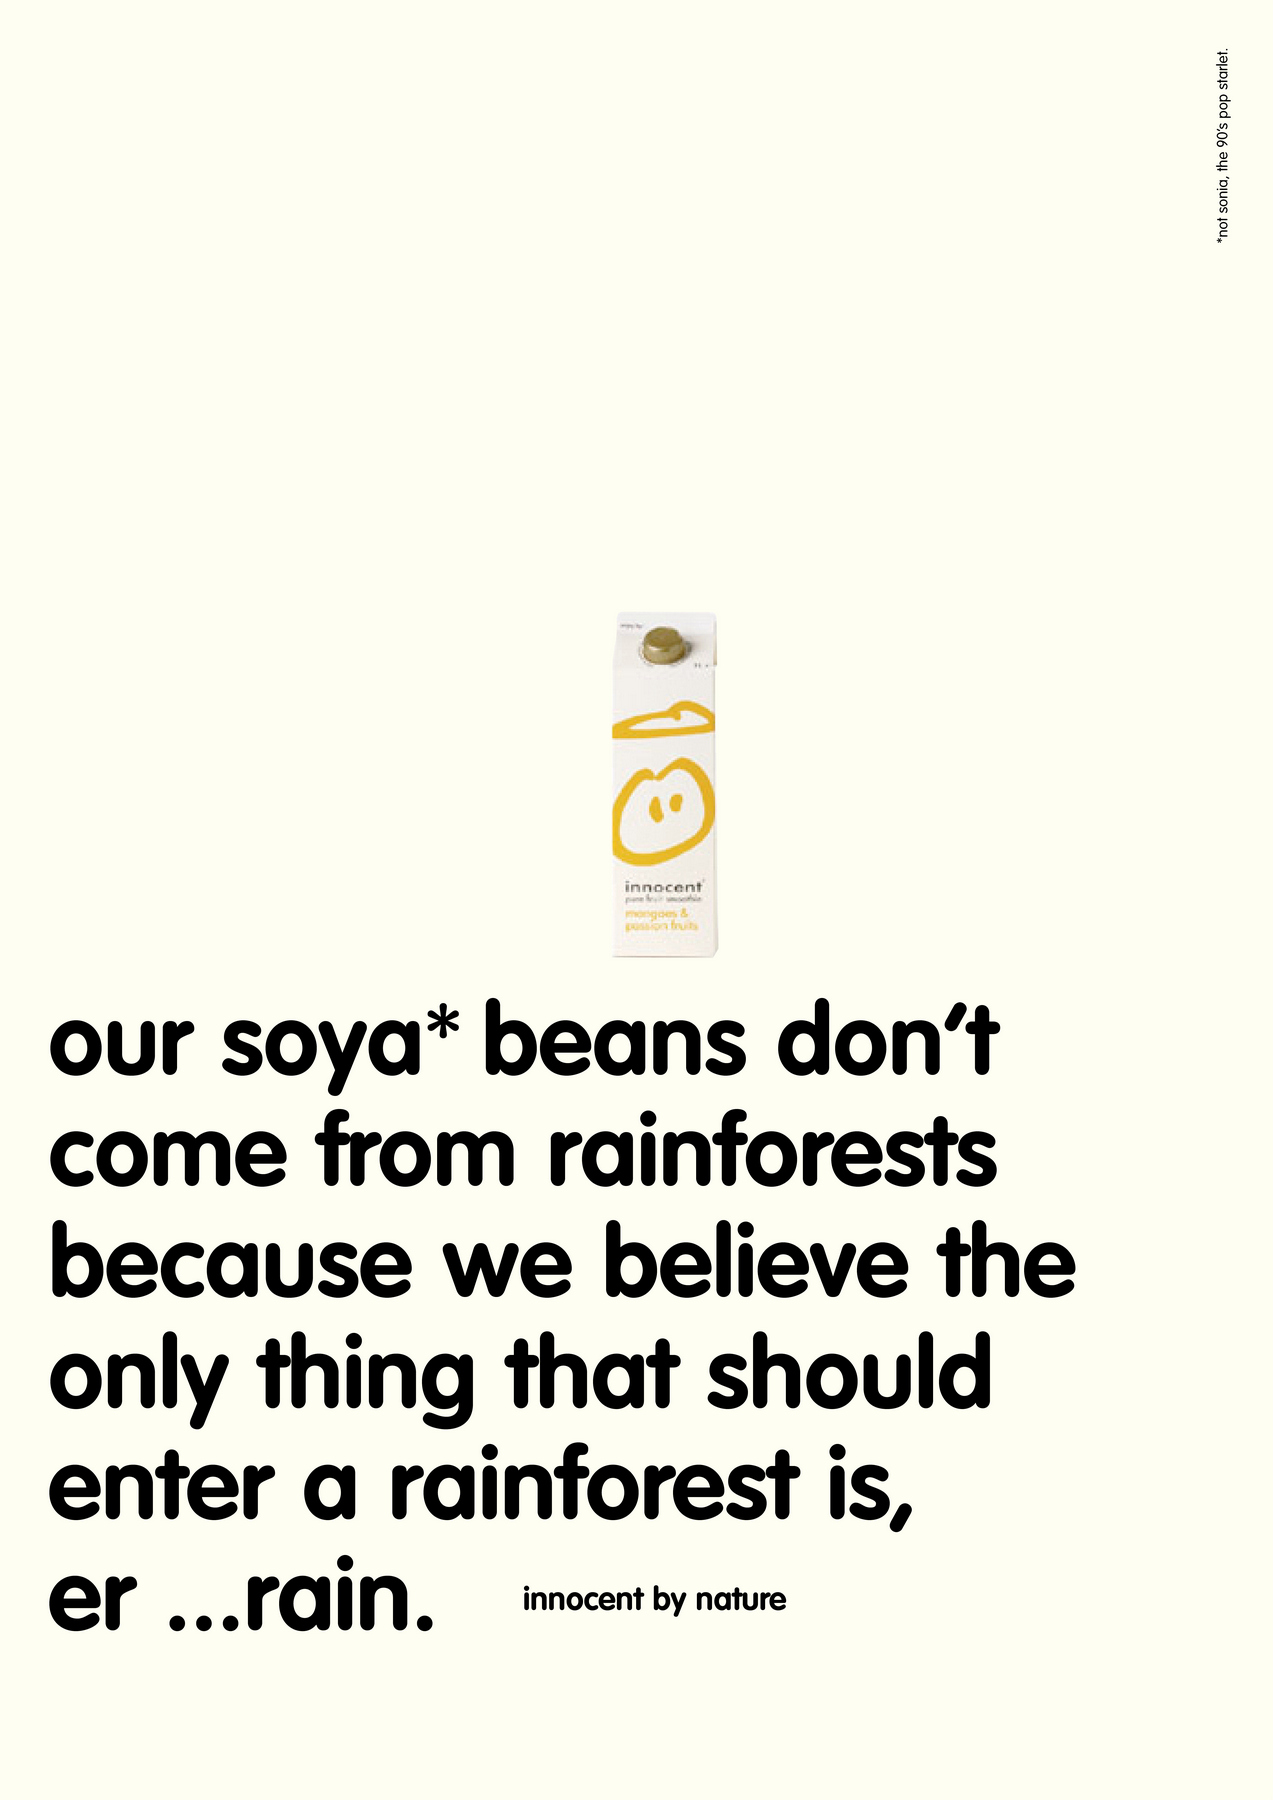 *not sonia, the 90's pop starlet.
innocent
pure fruit smoothie
mangoes &
passion fruits
our soya* beans don't
come from rainforests
because we believe the
only thing that should
enter a rainforest is,
er ...rain.
innocent by nature